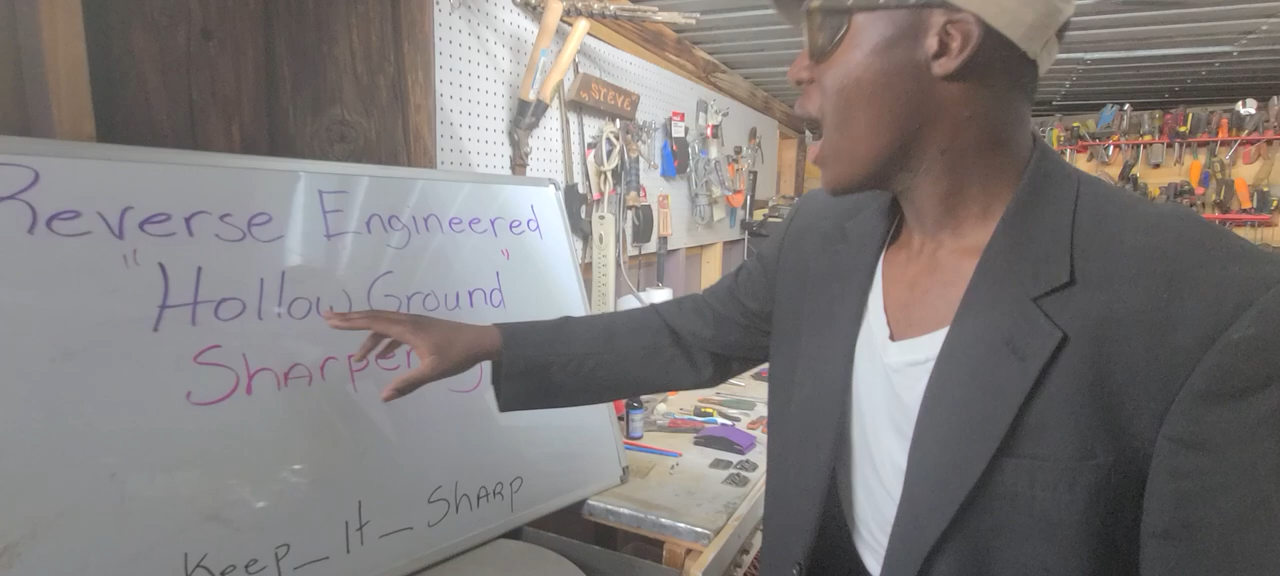 Reverse Engineered
"Hollow Ground"
Keep_It_Sharp
"STEVE"